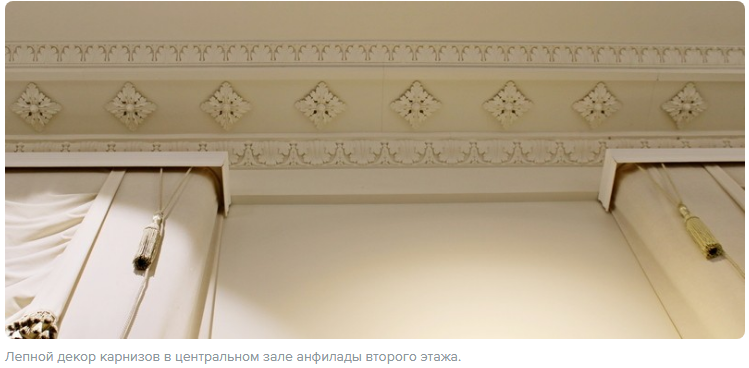 Лепной декор карнизов в центральном зале анфилады второго этажа.